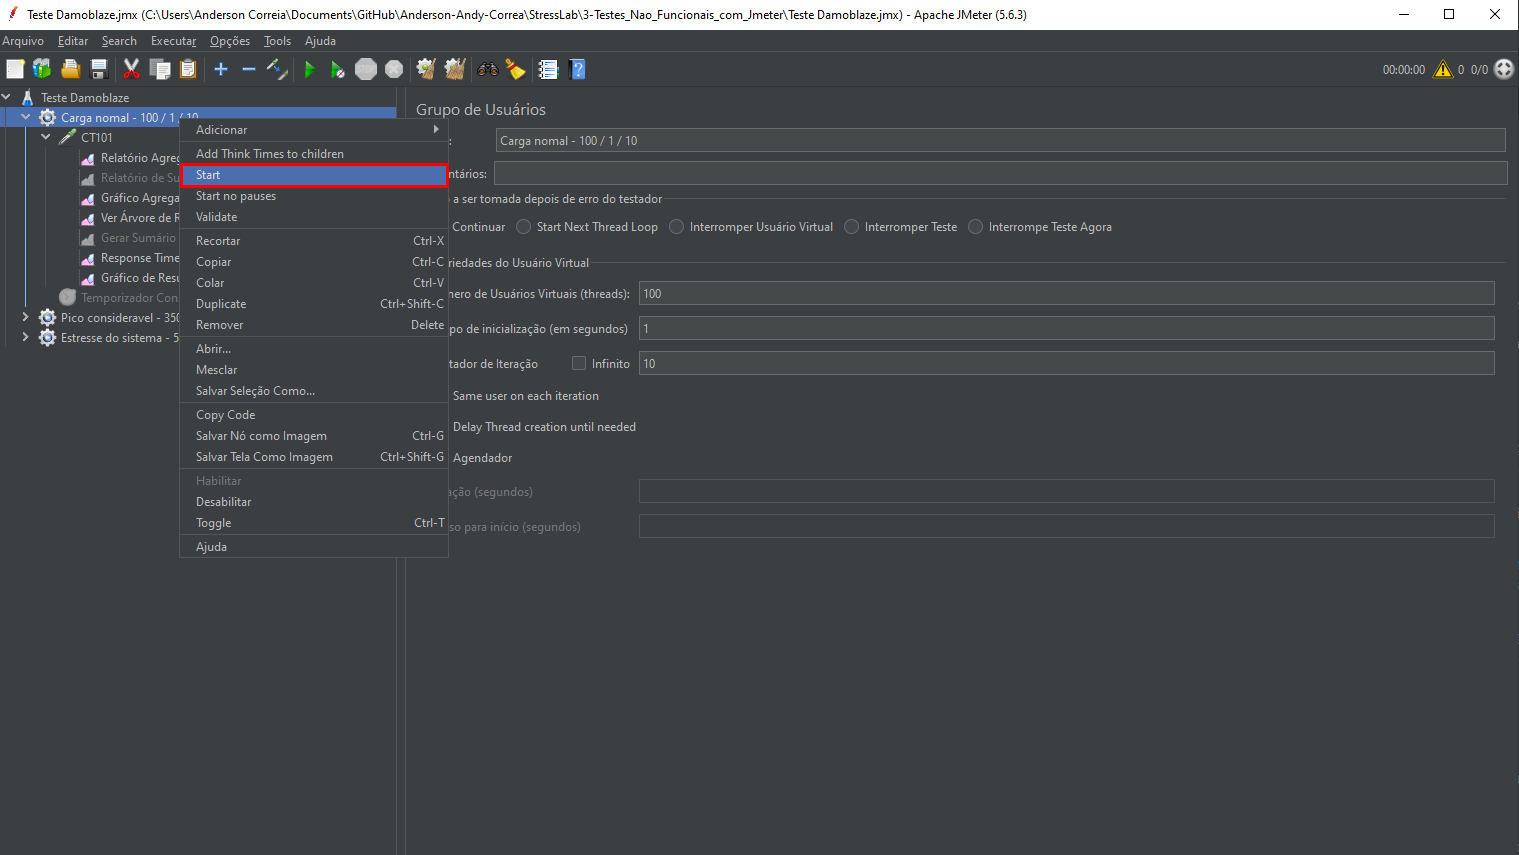 Teste Damoblaze.jmx (C:\Users\Anderson Correia\Documents\GitHub\Anderson-Andy-Correa\StressLab\3-Testes_Nao_Funcionais_com_Jmeter\Teste Damoblaze.jmx) - Apache JMeter (5.6.3)
Arquivo Editar Search Executar Opções Tools Ajuda
STOP 00:00:00 0 0/0
Teste Damoblaze
Carga nomal - 100 / 1 / 10
CT101
Relatório Agreg
Relatório de Su
Gráfico Agrega
Ver Árvore de R
Gerar Sumário
Response Time
Gráfico de Resu
Temporizador Con
Pico consideravel - 350
Estresse do sistema - 5
Adicionar
Add Think Times to children
Start
Start no pauses
Validate
Recortar Ctrl-X
Copiar Ctrl-C
Colar Ctrl-V
Duplicate Ctrl+Shift-C
Remover Delete
Abrir...
Mesclar
Salvar Seleção Como...
Copy Code
Salvar Nó como Imagem Ctrl-G
Salvar Tela Como Imagem Ctrl+Shift-G
Habilitar
Desabilitar
Toggle Ctrl-T
Ajuda
Grupo de Usuários
: Carga nomal - 100 / 1 / 10
ntários:
a ser tomada depois de erro do testador
Continuar Start Next Thread Loop Interromper Usuário Virtual Interromper Teste Interrompe Teste Agora
riedades do Usuário Virtual
nero de Usuários Virtuais (threads): 100
po de inicialização (em segundos) 1
tador de Iteração Infinito 10
Same user on each iteration
Delay Thread creation until needed
Agendador
ação (segundos)
so para início (segundos)